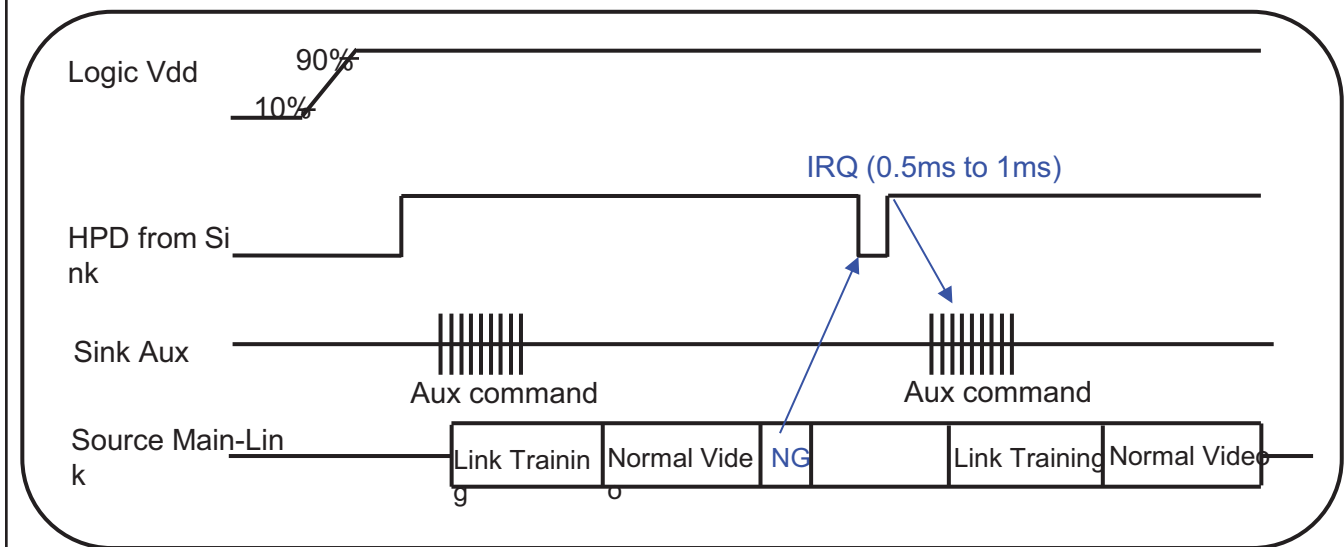 Logic Vdd
90%
10%
IRQ (0.5ms to 1ms)
HPD from Si
nk
Sink Aux
Aux command
Aux command
Source Main-Lin
k
Link Trainin
g
Normal Vide
o
NG
Link Training
Normal Video